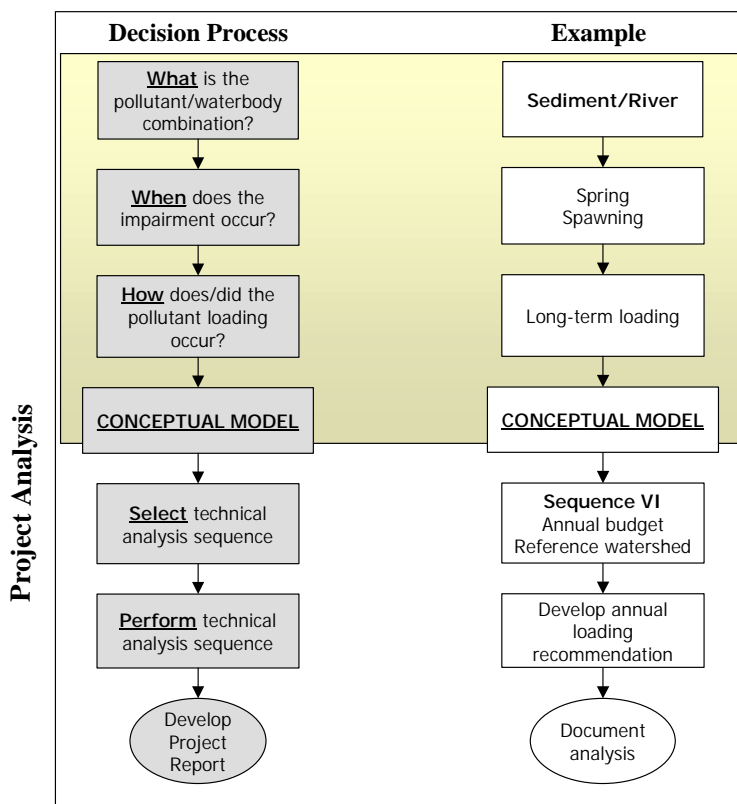 Decision Process
Example
What is the
pollutant/waterbody
combination?
Sediment/River
When does the
impairment occur?
Spring
Spawning
How does/did the
pollutant loading
occur?
Long-term loading
CONCEPTUAL MODEL
CONCEPTUAL MODEL
Select technical
analysis sequence
Sequence VI
Annual budget
Reference watershed
Perform technical
analysis sequence
Develop annual
loading
recommendation
Develop
Project
Report
Document
analysis
Project Analysis